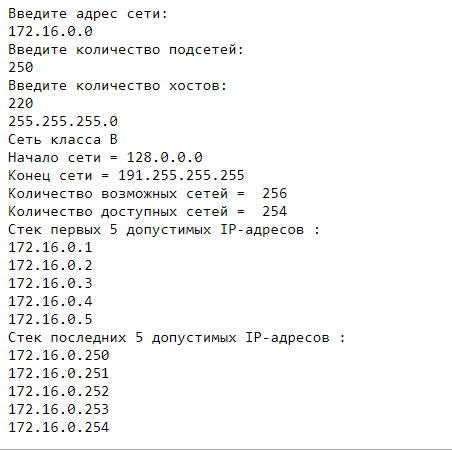 Введите адрес сети:
172.16.0.0
Введите количество подсетей:
250
Введите количество хостов:
220
255.255.255.0
Сеть класса B
Начало сети = 128.0.0.0
Конец сети = 191.255.255.255
Количество возможных сетей =  256
Количество доступных сетей =  254
Стек первых 5 допустимых IP-адресов :
172.16.0.1
172.16.0.2
172.16.0.3
172.16.0.4
172.16.0.5
Стек последних 5 допустимых IP-адресов :
172.16.0.250
172.16.0.251
172.16.0.252
172.16.0.253
172.16.0.254